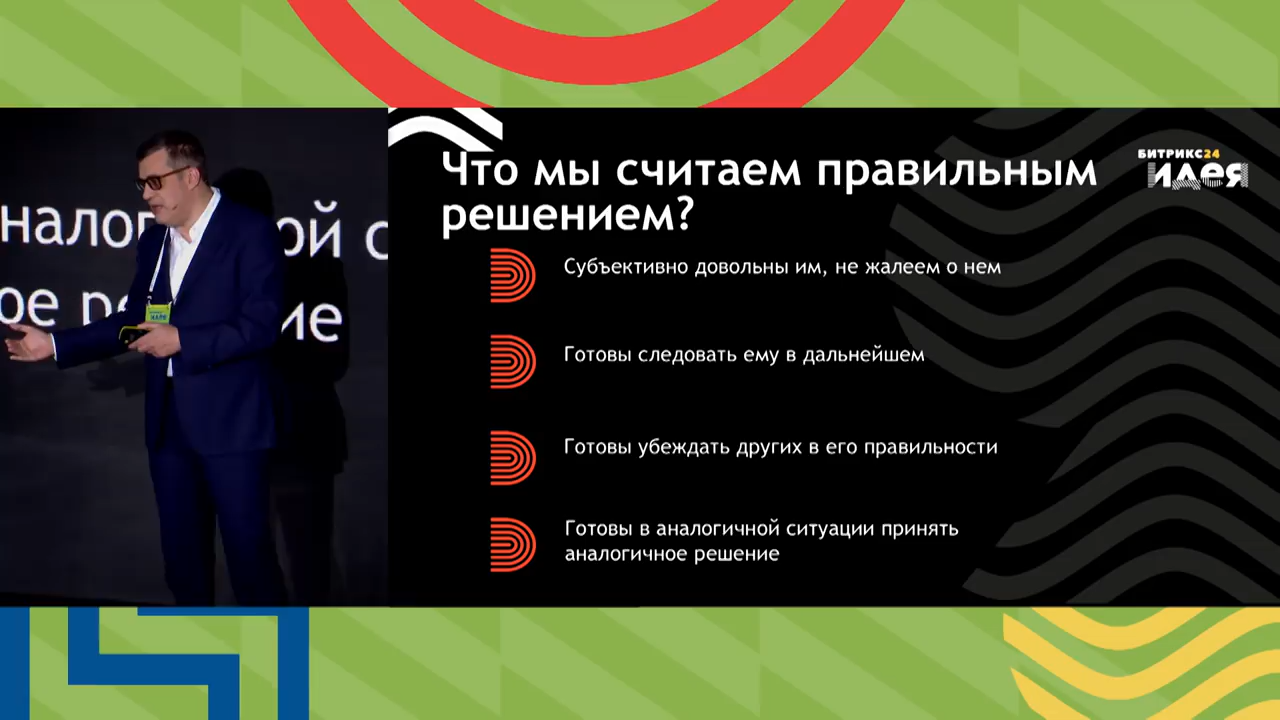 Что мы считаем правильным
решением?
БИТРИКС24
идея
Субъективно довольны им, не жалеем о нем
Готовы следовать ему в дальнейшем
Готовы убеждать других в его правильности
Готовы в аналогичной ситуации принять
аналогичное решение